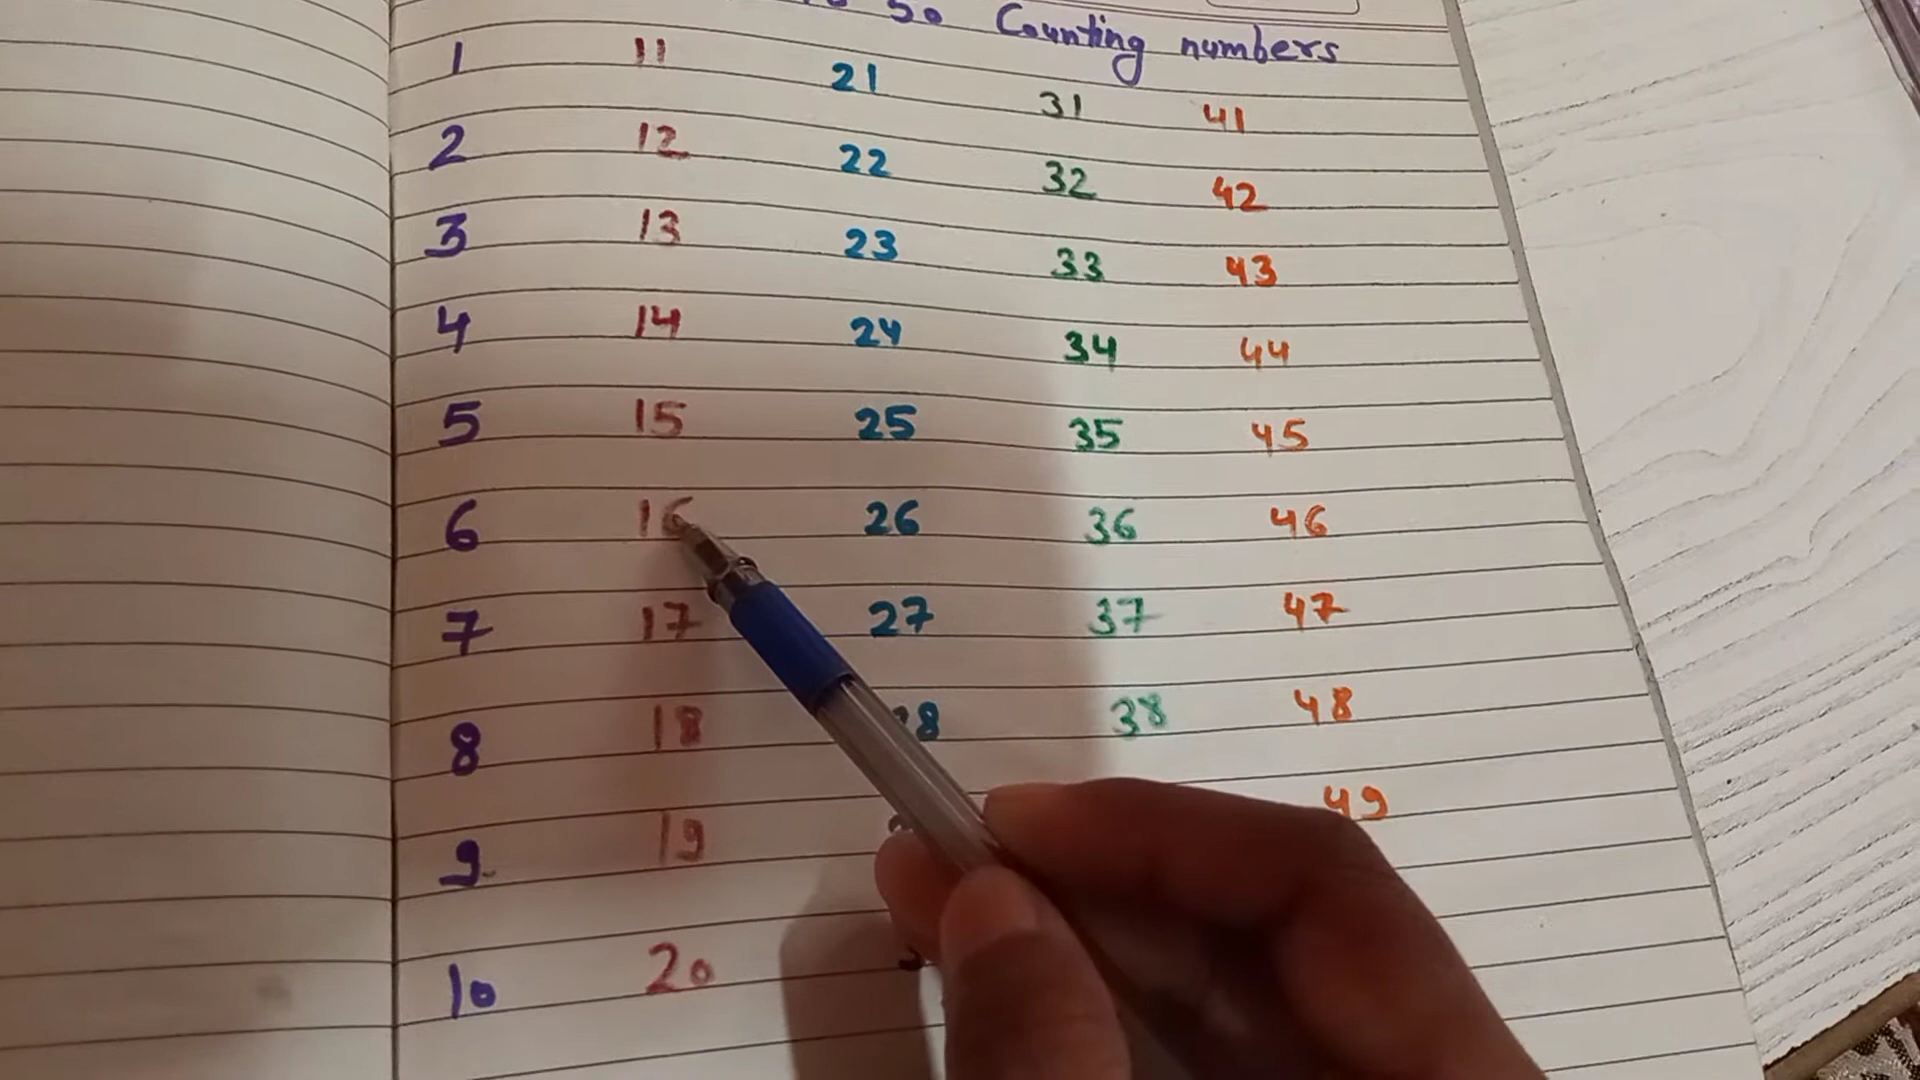 50 Counting numbers
1 11 21 31 41
2 12 22 32 42
3 13 23 33 43
4 14 24 34 44
5 15 25 35 45
6 16 26 36 46
7 17 27 37 47
8 18 28 38 48
9 19 49
10 20